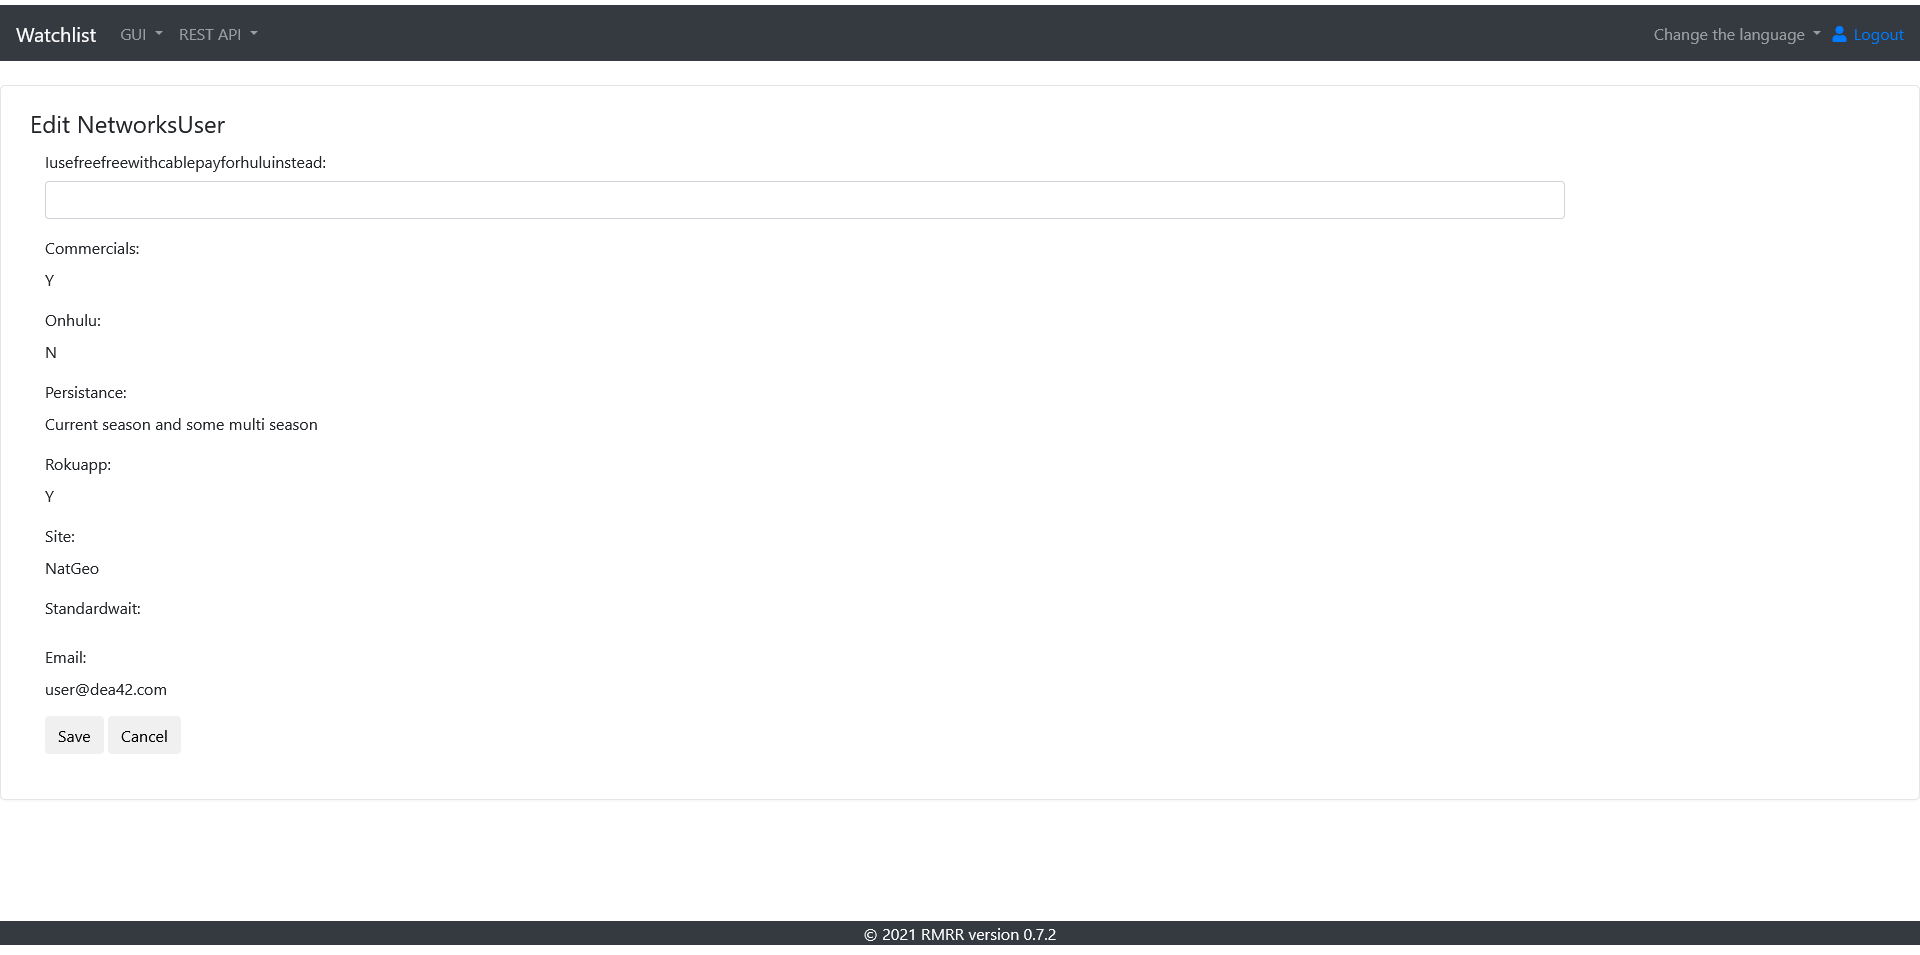 Watchlist GUI REST API Change the language Logout
Edit NetworksUser
Iusefreefreewithcablepayforhuluinstead:
Commercials:
Y
Onhulu:
N
Persistance:
Current season and some multi season
Rokuapp:
Y
Site:
NatGeo
Standardwait:
Email:
user@dea42.com
Save Cancel
© 2021 RMRR version 0.7.2